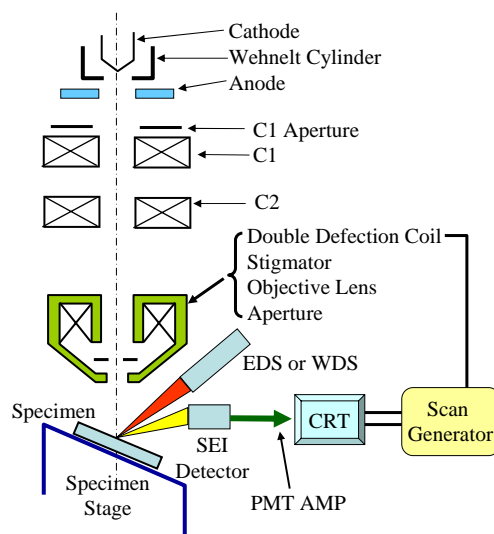 Cathode
Wehnelt Cylinder
Anode
C1 Aperture
C1
C2
Double Defection Coil
Stigmator
Objective Lens
Aperture
EDS or WDS
Specimen
SEI
Detector
CRT
Scan
Generator
Specimen
Stage
PMT AMP